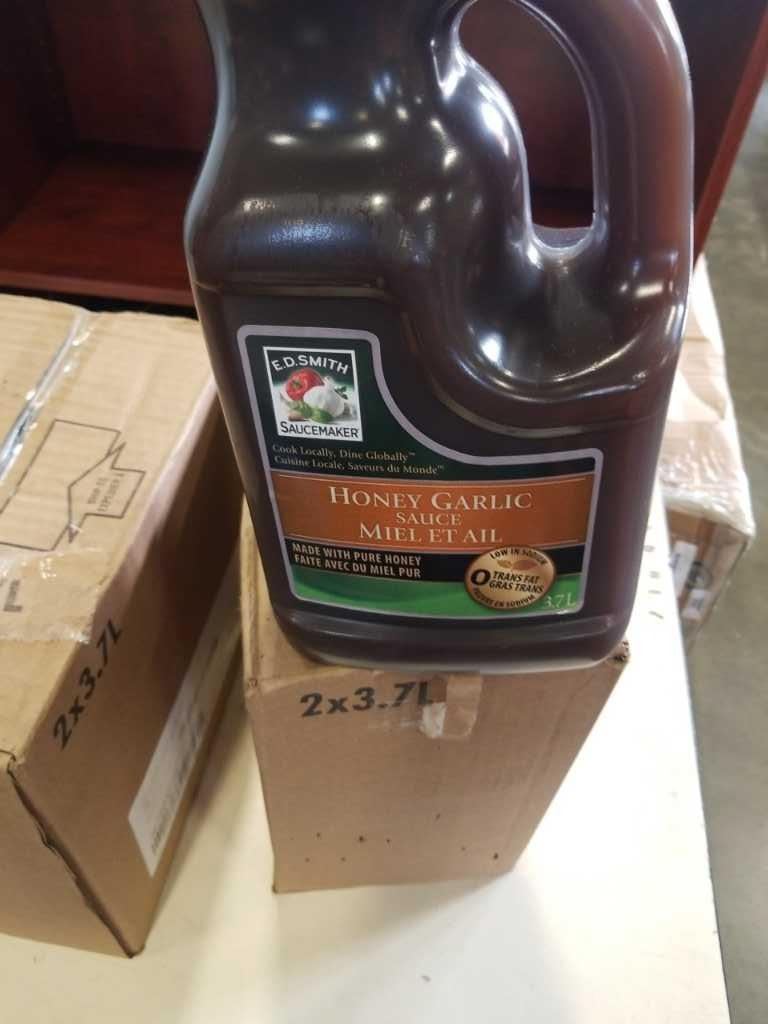 E.D.SMITH
SAUCEMAKER
Cook Locally, Dine Globally™
Cuisine Locale, Saveurs du Monde™
HONEY GARLIC
SAUCE
MIEL ET AIL
MADE WITH PURE HONEY
FAITE AVEC DU MIEL PUR
LOW IN SODIUM
0 TRANS FAT
GRAS TRANS
EN SODIUM
3.7L
2x3.7L
2x3.7L